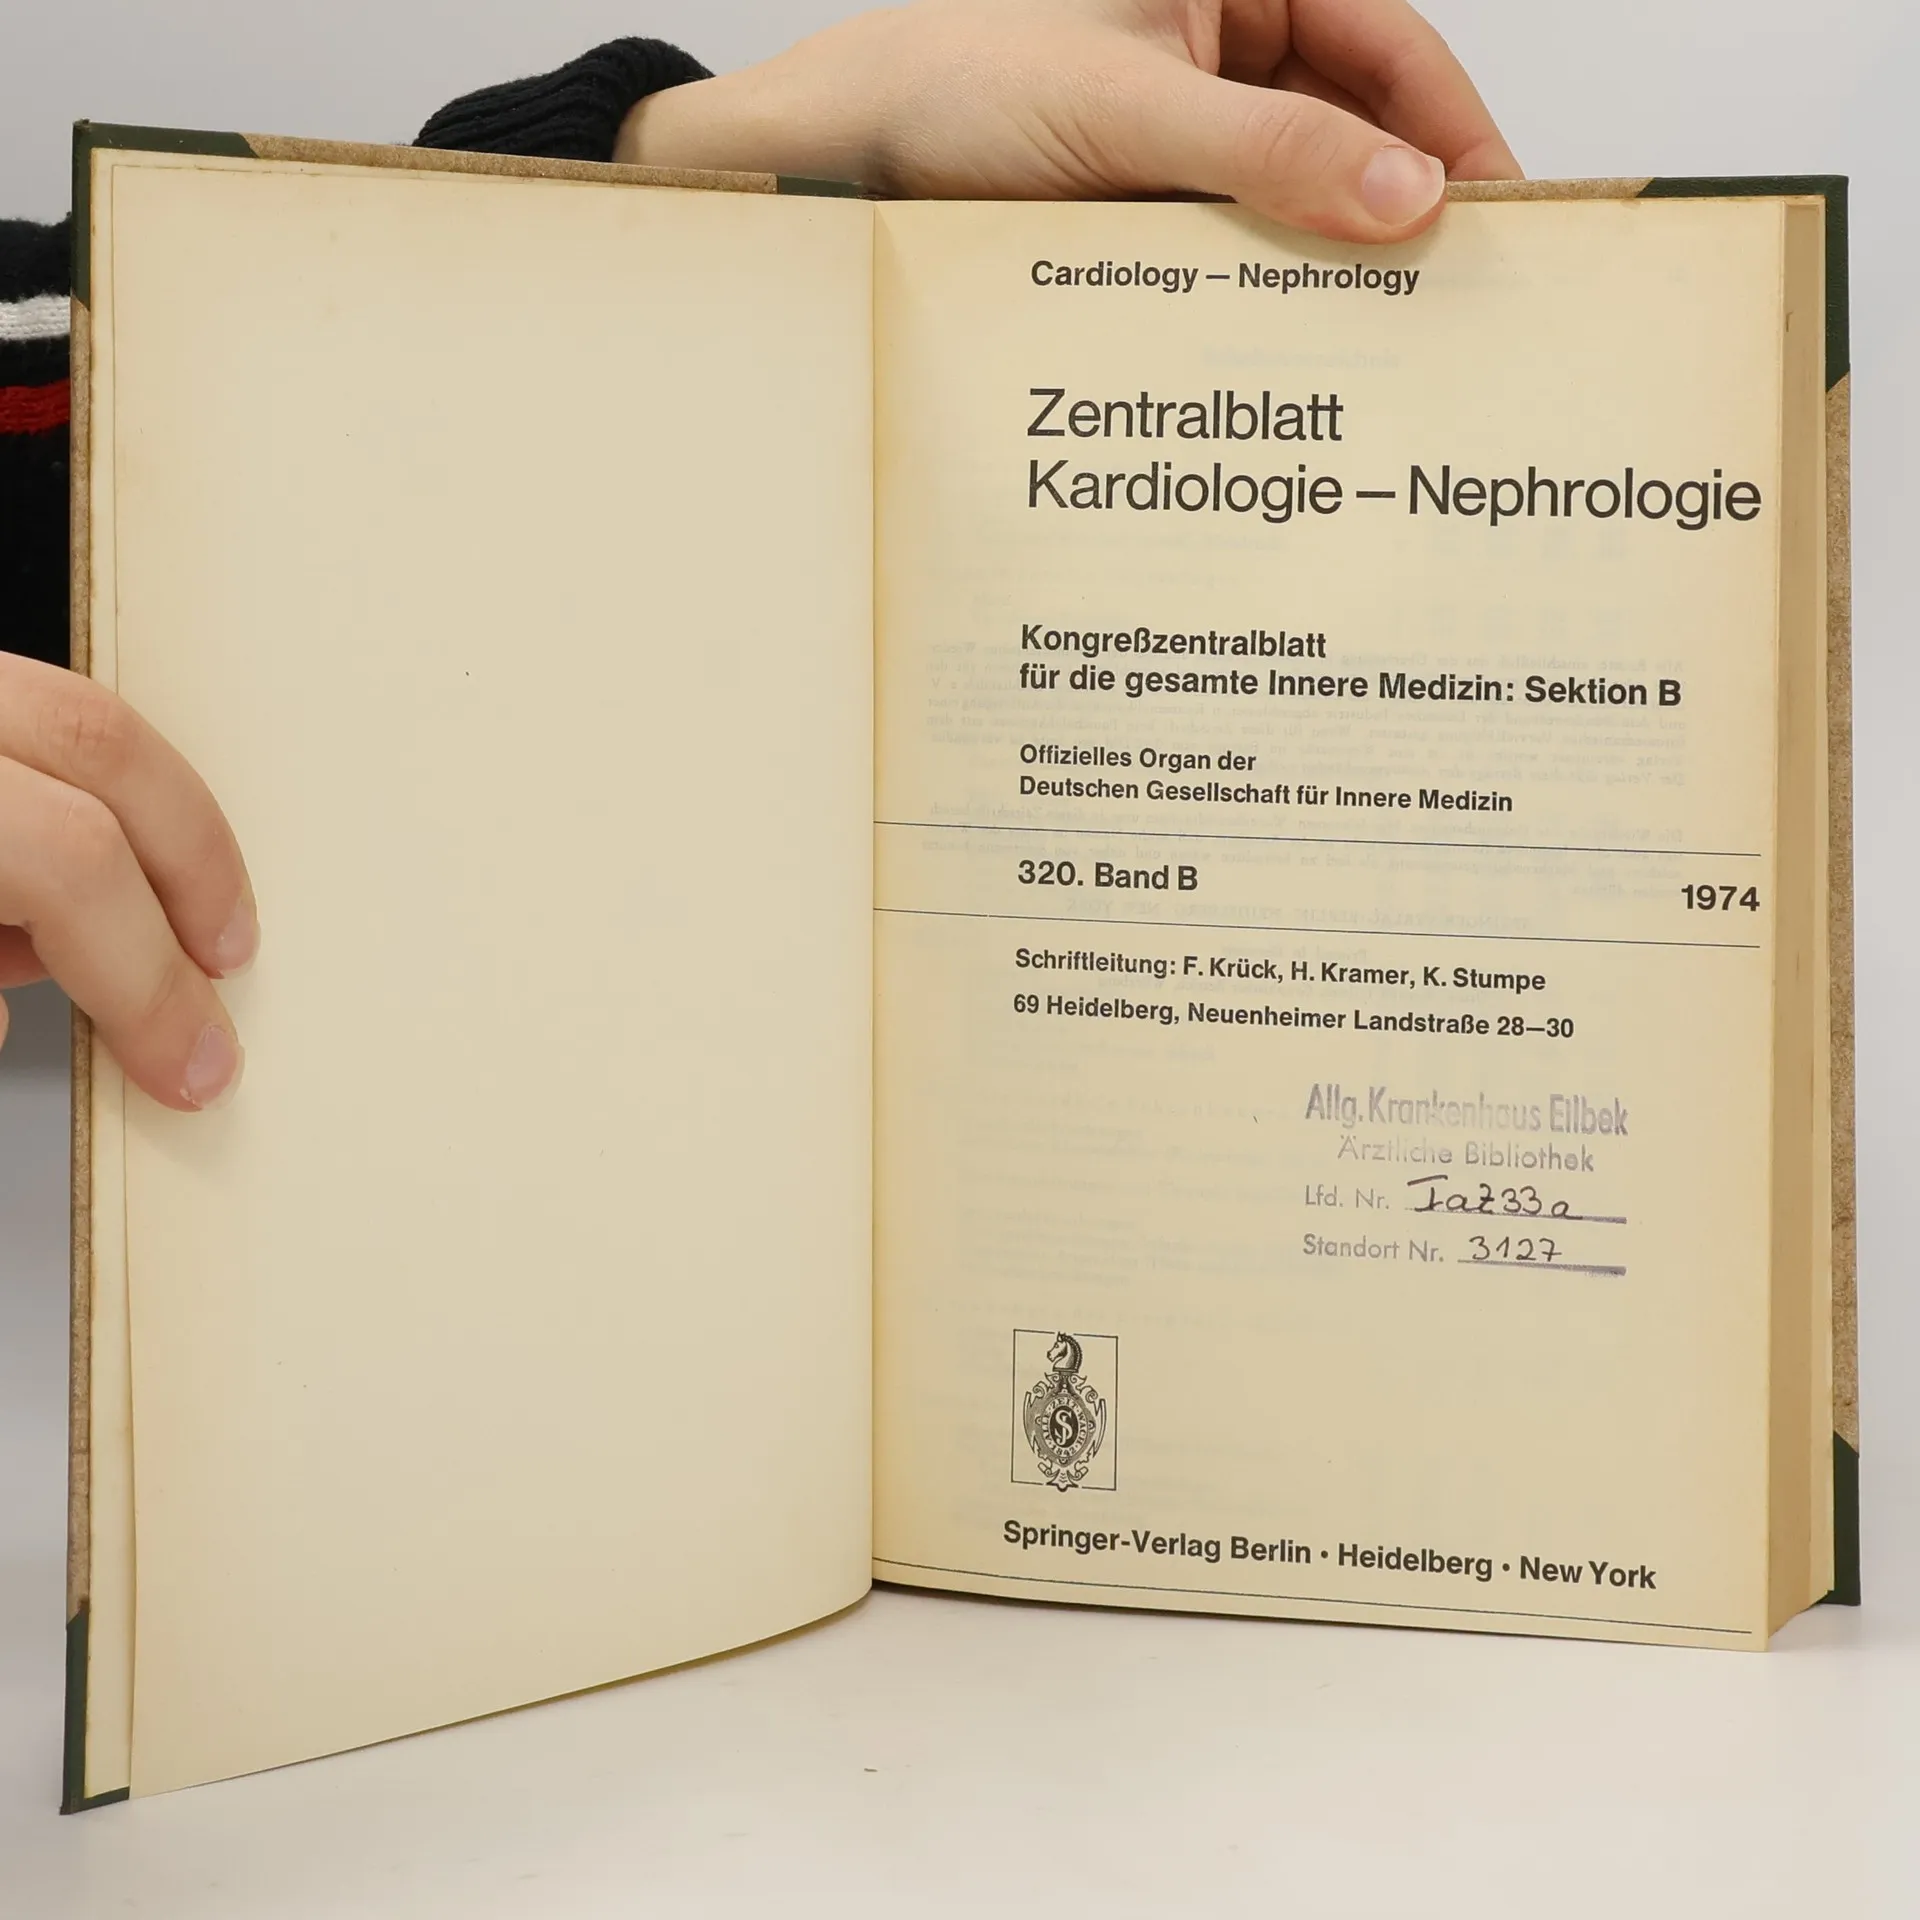 Cardiology – Nephrology
Zentralblatt
Kardiologie – Nephrologie
Kongreßzentralblatt
für die gesamte Innere Medizin: Sektion B
Offizielles Organ der
Deutschen Gesellschaft für Innere Medizin
320. Band B 1974
Schriftleitung: F. Krück, H. Kramer, K. Stumpe
69 Heidelberg, Neuenheimer Landstraße 28–30
Allg. Krankenhaus Eilbek
Ärztliche Bibliothek
Lfd. Nr. IaZ33a
Standort Nr. 3127
Springer-Verlag Berlin • Heidelberg • New York